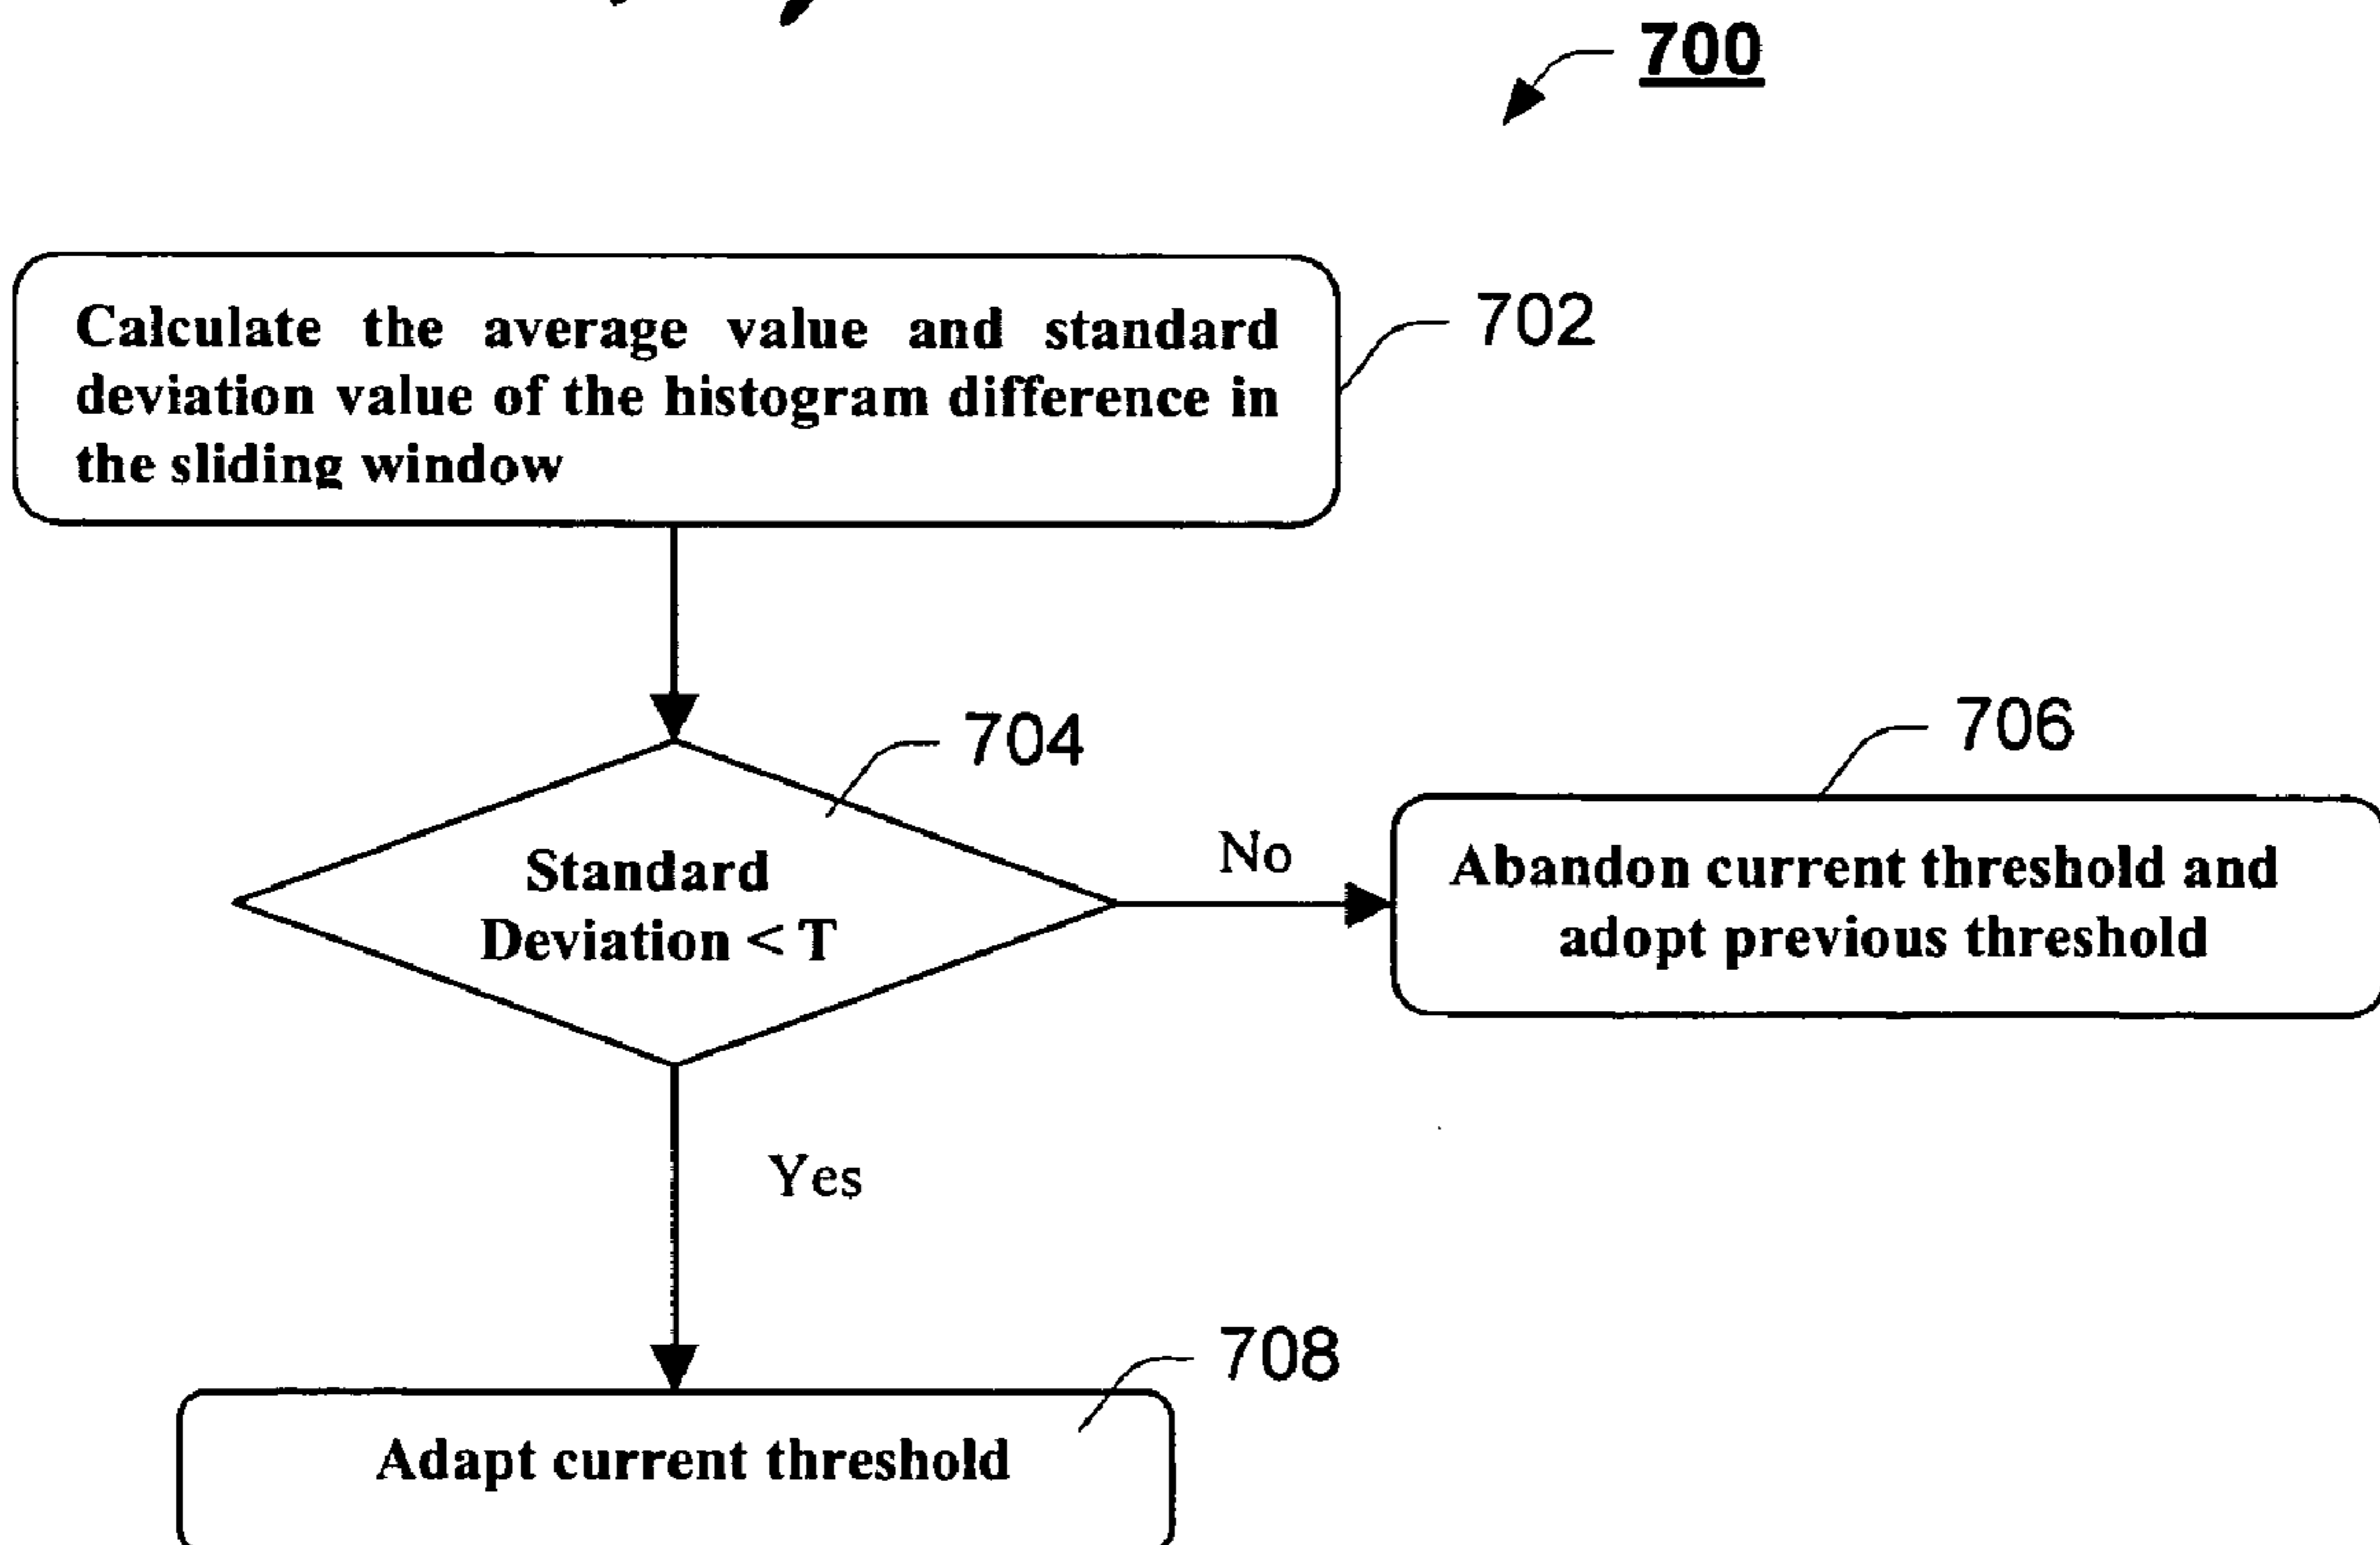 700
Calculate the average value and standard
deviation value of the histogram difference in
the sliding window
702
704
Standard
Deviation < T
No
706
Abandon current threshold and
adopt previous threshold
Yes
708
Adapt current threshold